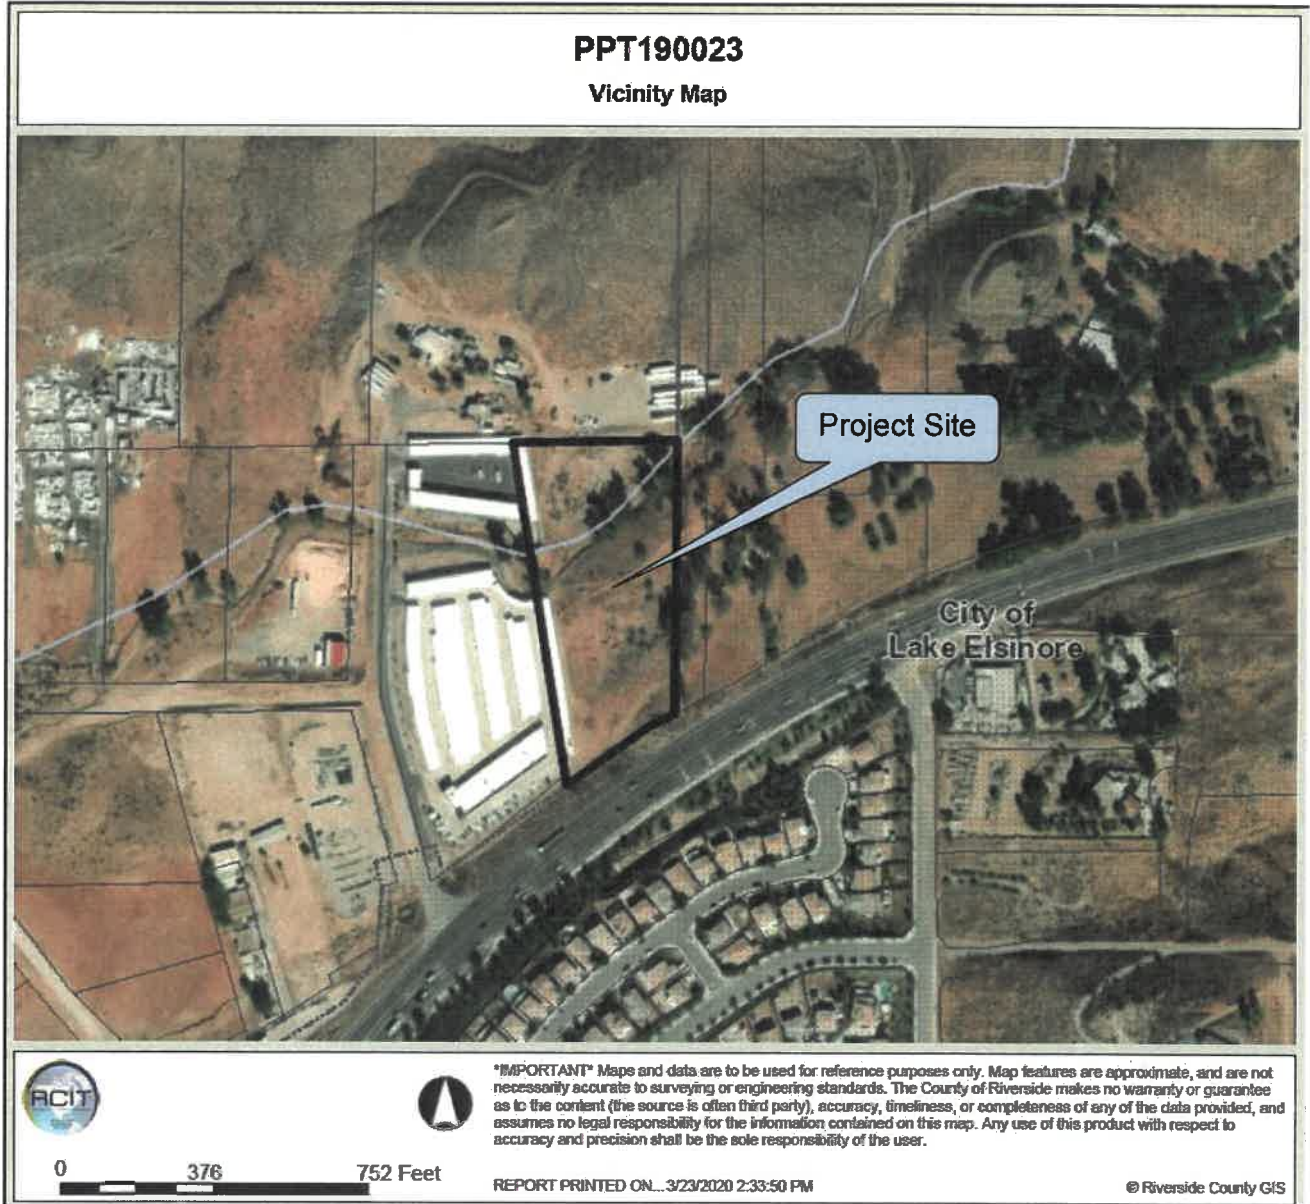 PPT190023
Vicinity Map
Project Site
City of
Lake Elsinore
RCIT
*IMPORTANT* Maps and data are to be used for reference purposes only. Map features are approximate, and are not
necessarily accurate to surveying or engineering standards. The County of Riverside makes no warranty or guarantee
as to the content (the source is often third party), accuracy, timeliness, or completeness of any of the data provided, and
assumes no legal responsibility for the information contained on this map. Any use of this product with respect to
accuracy and precision shall be the sole responsibility of the user.
0 376 752 Feet
REPORT PRINTED ON... 3/23/2020 2:33:50 PM
© Riverside County GIS